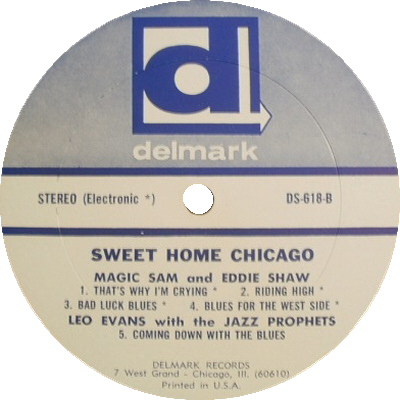 d
delmark
STEREO (Electronic *) DS-618-B
SWEET HOME CHICAGO
MAGIC SAM and EDDIE SHAW
1. THAT'S WHY I'M CRYING * 2. RIDING HIGH *
3. BAD LUCK BLUES * 4. BLUES FOR THE WEST SIDE *
LEO EVANS with the JAZZ PROPHETS
5. COMING DOWN WITH THE BLUES
DELMARK RECORDS
7 West Grand - Chicago, Ill. (60610)
Printed in U.S.A.